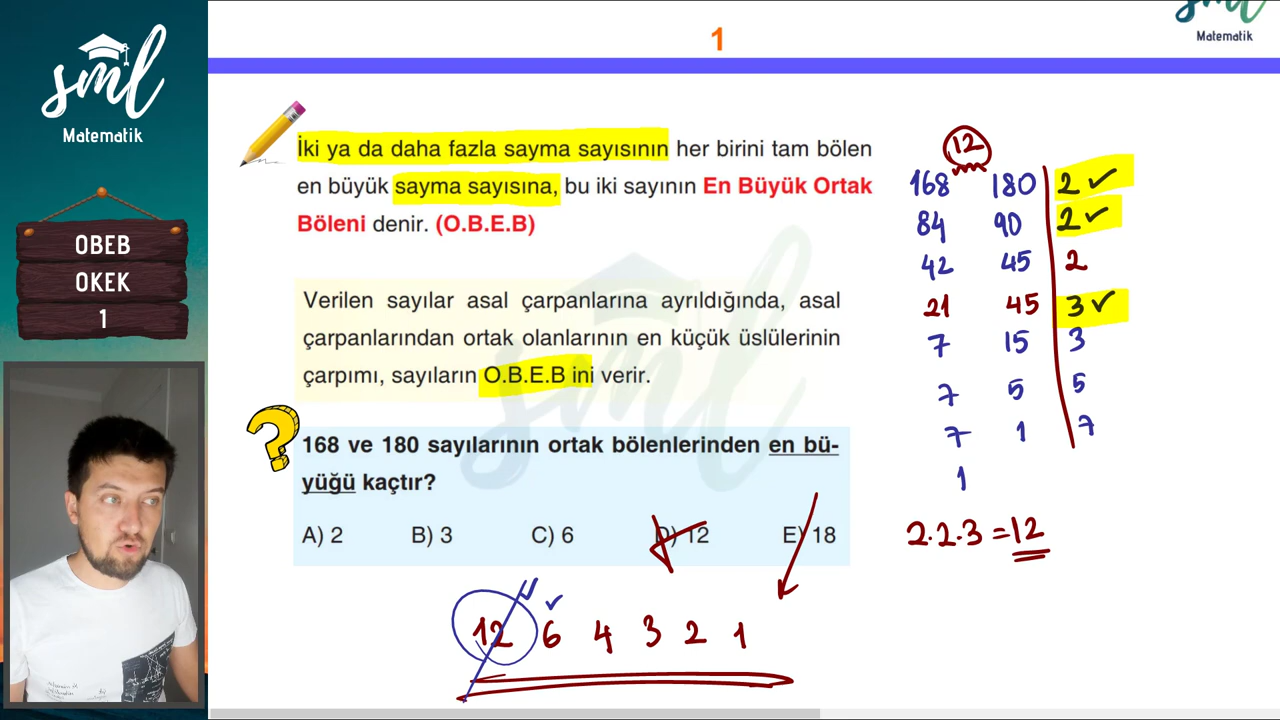 sml
Matematik
OBEB
OKEK
1
1
Matematik
İki ya da daha fazla sayma sayısının her birini tam bölen
en büyük sayma sayısına, bu iki sayının En Büyük Ortak
Böleni denir. (O.B.E.B)
Verilen sayılar asal çarpanlarına ayrıldığında, asal
çarpanlarından ortak olanlarının en küçük üslülerinin
çarpımı, sayıların O.B.E.B ini verir.
168 ve 180 sayılarının ortak bölenlerinden en bü-
yüğü kaçtır?
A) 2 B) 3 C) 6 D) 12 E) 18
12 6 4 3 2 1
12
168 180 2 ✓
84 90 2 ✓
42 45 2
21 45 3 ✓
7 15 3
7 5 5
7 1 7
1
2.2.3 = 12
sml